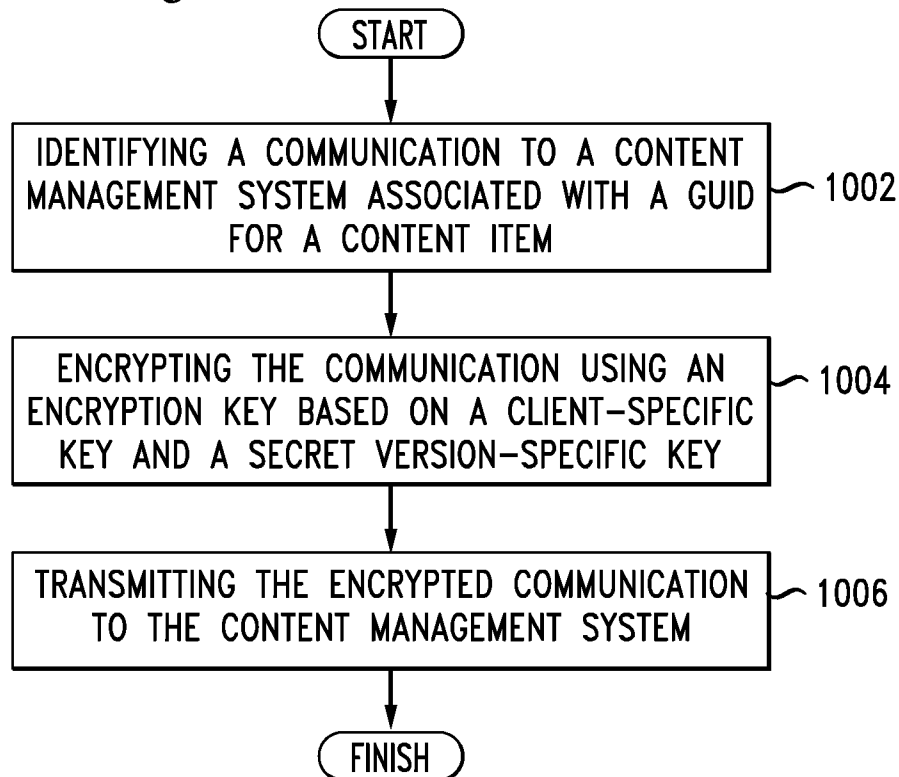 START
IDENTIFYING A COMMUNICATION TO A CONTENT
MANAGEMENT SYSTEM ASSOCIATED WITH A GUID
FOR A CONTENT ITEM
1002
ENCRYPTING THE COMMUNICATION USING AN
ENCRYPTION KEY BASED ON A CLIENT-SPECIFIC
KEY AND A SECRET VERSION-SPECIFIC KEY
1004
TRANSMITTING THE ENCRYPTED COMMUNICATION
TO THE CONTENT MANAGEMENT SYSTEM
1006
FINISH